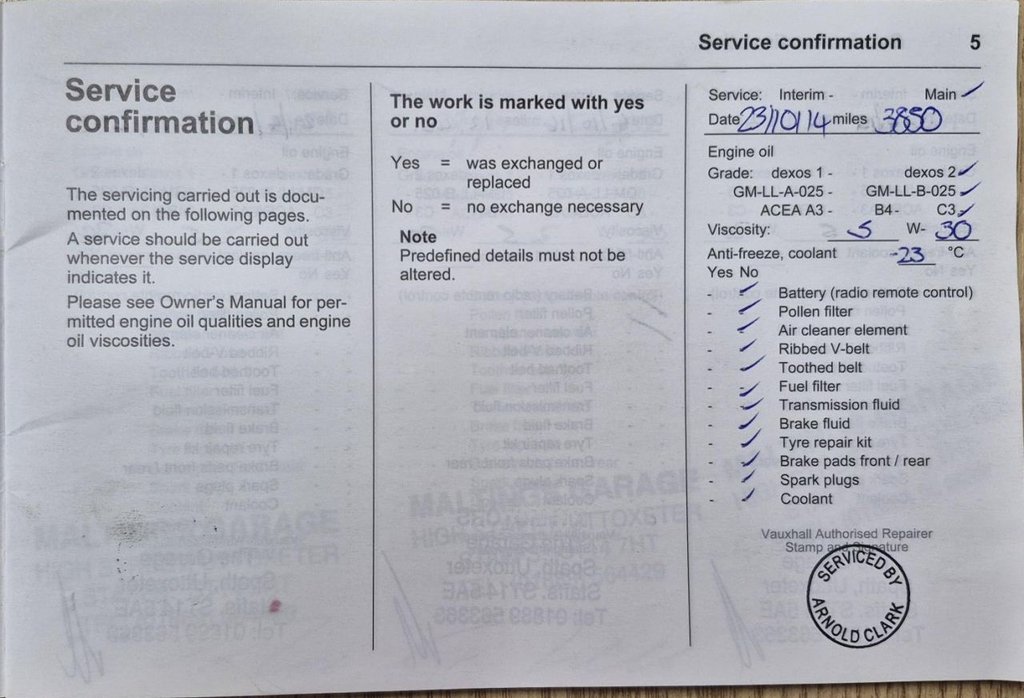 Service confirmation 5
Service
confirmation
The servicing carried out is docu-
mented on the following pages.
A service should be carried out
whenever the service display
indicates it.
Please see Owner's Manual for per-
mitted engine oil qualities and engine
oil viscosities.
The work is marked with yes
or no
Yes = was exchanged or
replaced
No = no exchange necessary
Note
Predefined details must not be
altered.
Service: Interim - Main ✓
Date 23/10/14 miles 3850
Engine oil
Grade: dexos 1 - dexos 2 ✓
GM-LL-A-025 - GM-LL-B-025 ✓
ACEA A3 - B4 - C3 ✓
Viscosity: 5 W- 30
Anti-freeze, coolant -23 °C
Yes No
- ✓ Battery (radio remote control)
- ✓ Pollen filter
- ✓ Air cleaner element
- ✓ Ribbed V-belt
- ✓ Toothed belt
- ✓ Fuel filter
- ✓ Transmission fluid
- ✓ Brake fluid
- ✓ Tyre repair kit
- ✓ Brake pads front / rear
- ✓ Spark plugs
- ✓ Coolant
Vauxhall Authorised Repairer
Stamp and Signature
SERVICED BY
ARNOLD CLARK